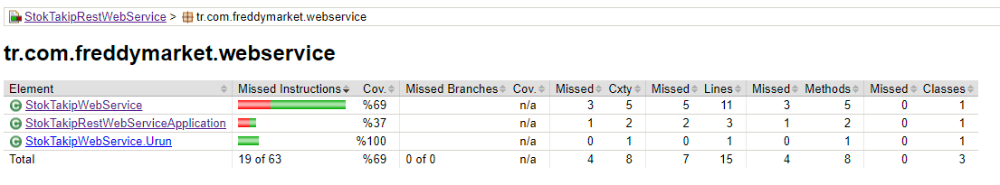 StokTakipRestWebService > tr.com.freddymarket.webservice
tr.com.freddymarket.webservice
Element Missed Instructions Cov. Missed Branches Cov. Missed Cxty Missed Lines Missed Methods Missed Classes
StokTakipWebService %69 n/a 3 5 5 11 3 5 0 1
StokTakipRestWebServiceApplication %37 n/a 1 2 2 3 1 2 0 1
StokTakipWebService.Urun %100 n/a 0 1 0 1 0 1 0 1
Total 19 of 63 %69 0 of 0 n/a 4 8 7 15 4 8 0 3